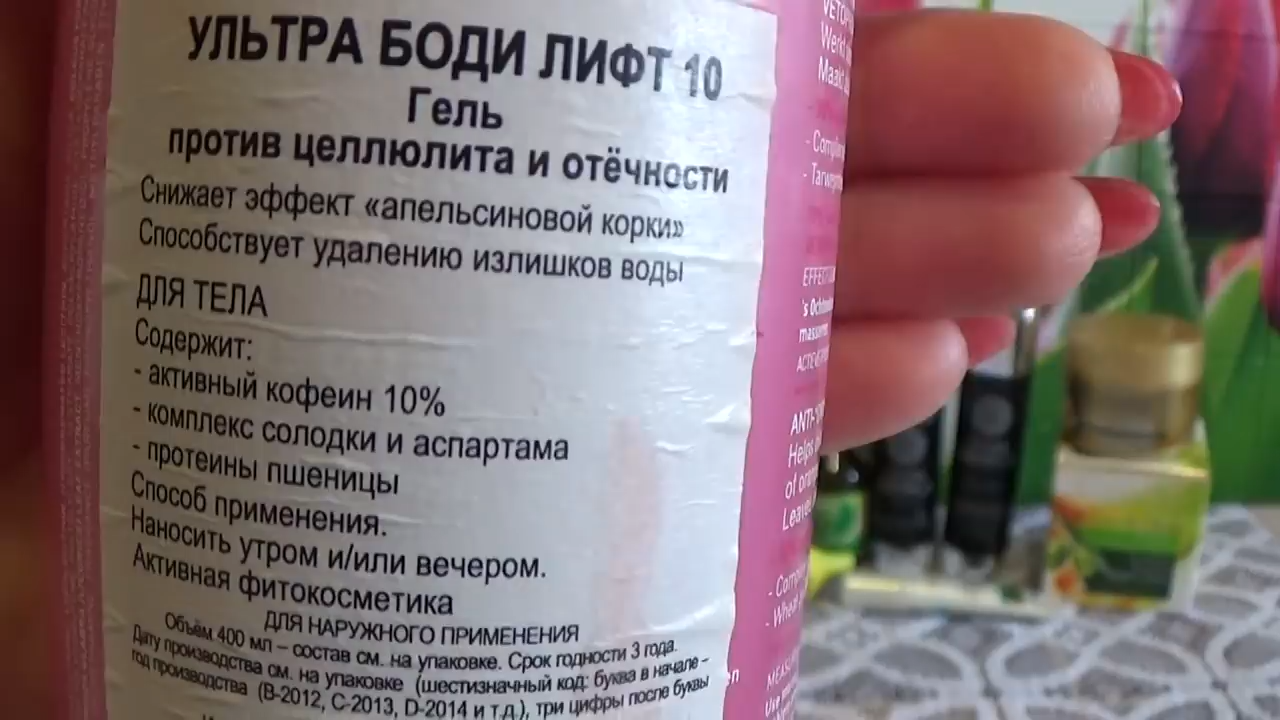 УЛЬТРА БОДИ ЛИФТ 10
Гель
против целлюлита и отёчности
Снижает эффект «апельсиновой корки»
Способствует удалению излишков воды
ДЛЯ ТЕЛА
Содержит:
- активный кофеин 10%
- комплекс солодки и аспартама
- протеины пшеницы
Способ применения.
Наносить утром и/или вечером.
Активная фитокосметика
ДЛЯ НАРУЖНОГО ПРИМЕНЕНИЯ
Объём 400 мл – состав см. на упаковке. Срок годности 3 года.
Дату производства см. на упаковке (шестизначный код: буква в начале –
год производства (B-2012, C-2013, D-2014 и т.д.), три цифры после буквы